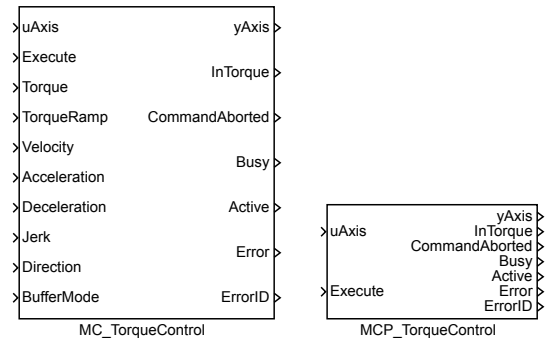 uAxis yAxis
Execute
InTorque
Torque
TorqueRamp CommandAborted
Velocity
Busy
Acceleration
Deceleration Active
Jerk
Error
Direction
BufferMode ErrorID
MC_TorqueControl
yAxis
uAxis InTorque
CommandAborted
Busy
Active
Execute Error
ErrorID
MCP_TorqueControl